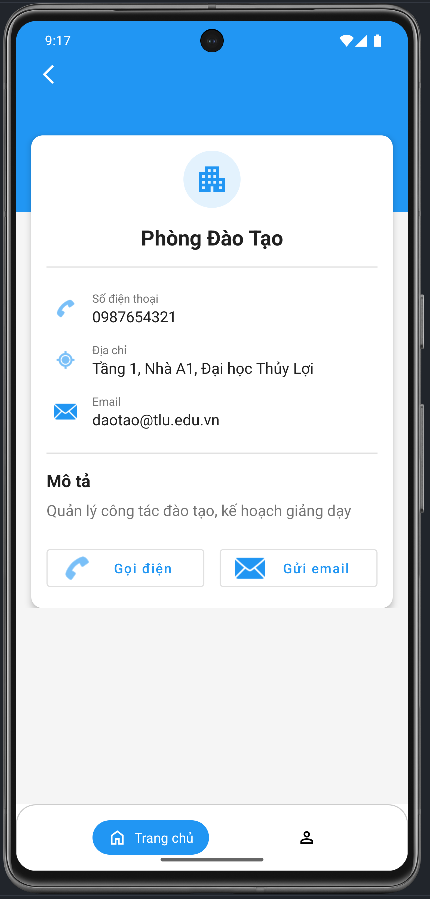 9:17
Phòng Đào Tạo
Số điện thoại
0987654321
Địa chỉ
Tầng 1, Nhà A1, Đại học Thủy Lợi
Email
daotao@tlu.edu.vn
Mô tả
Quản lý công tác đào tạo, kế hoạch giảng dạy
Gọi điện
Gửi email
Trang chủ